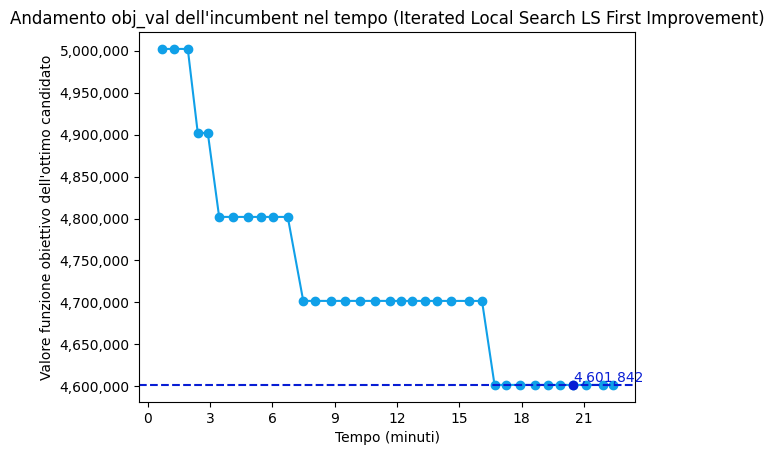 Andamento obj_val dell'incumbent nel tempo (Iterated Local Search LS First Improvement)
Valore funzione obiettivo dell'ottimo candidato
5,000,000
4,950,000
4,900,000
4,850,000
4,800,000
4,750,000
4,700,000
4,650,000
4,600,000
4,601,842
0 3 6 9 12 15 18 21
Tempo (minuti)